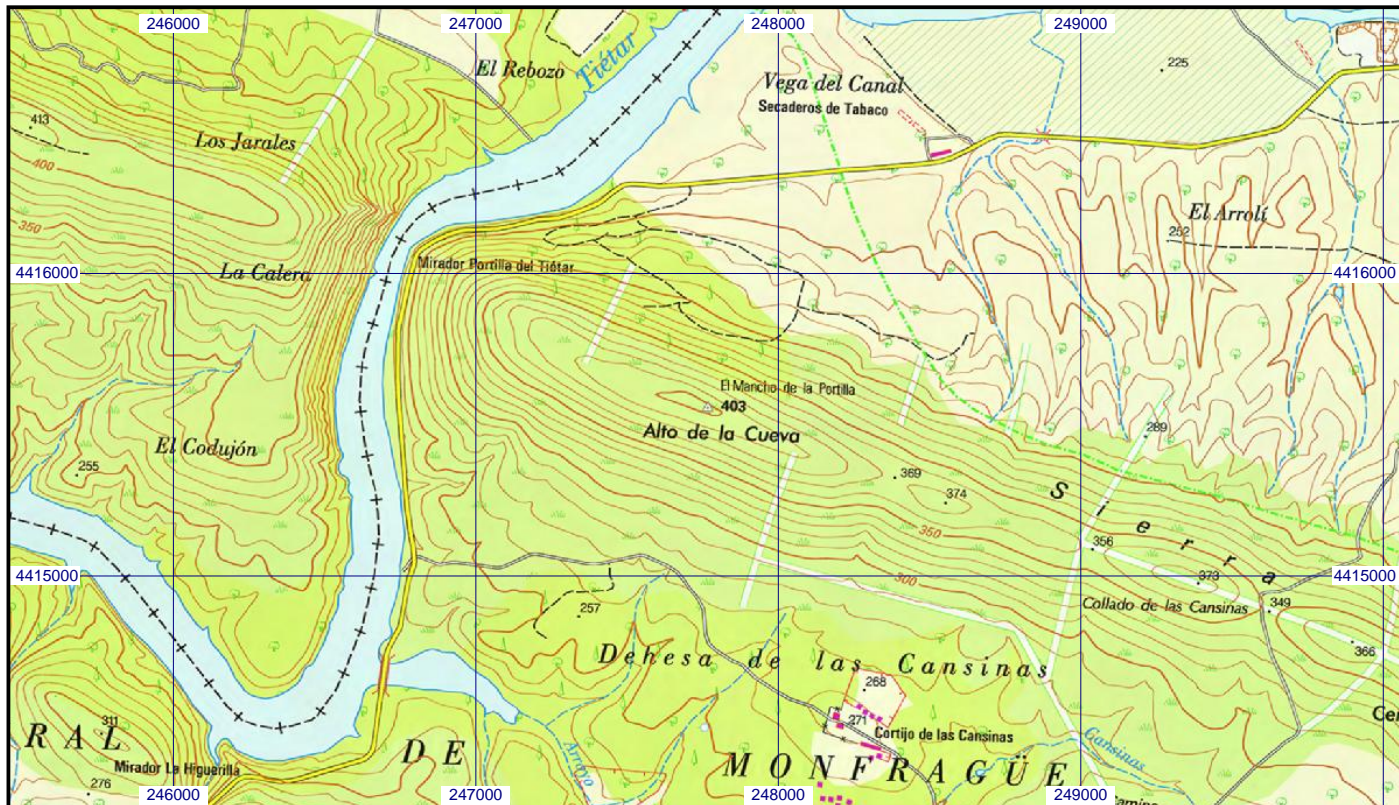 246000
247000
248000
249000
Tiétar
El Rebozo
225
Vega del Canal
Secaderos de Tabaco
413
Los Jarales
400
350
El Arrolí
252
La Calera
Mirador Portilla del Tiétar
4416000
4416000
El Mancho de la Portilla
403
Alto de la Cueva
289
El Codujón
255
369
374
S i e r r a
350
356
4415000
4415000
300
373
Collado de las Cansinas
349
257
366
Dehesa de las Cansinas
268
311
271
Cortijo de las Cansinas
RAL DE MONFRAGÜE
Arroyo
Cansinas
Mirador La Higuerilla
276
246000
247000
248000
249000